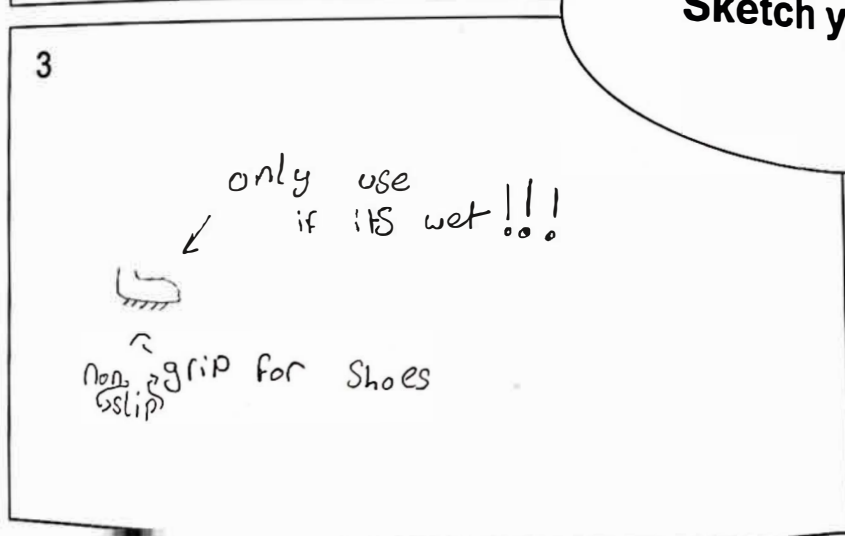 Sketch y
3
only use
if its wet!!!
non grip for Shoes
slip